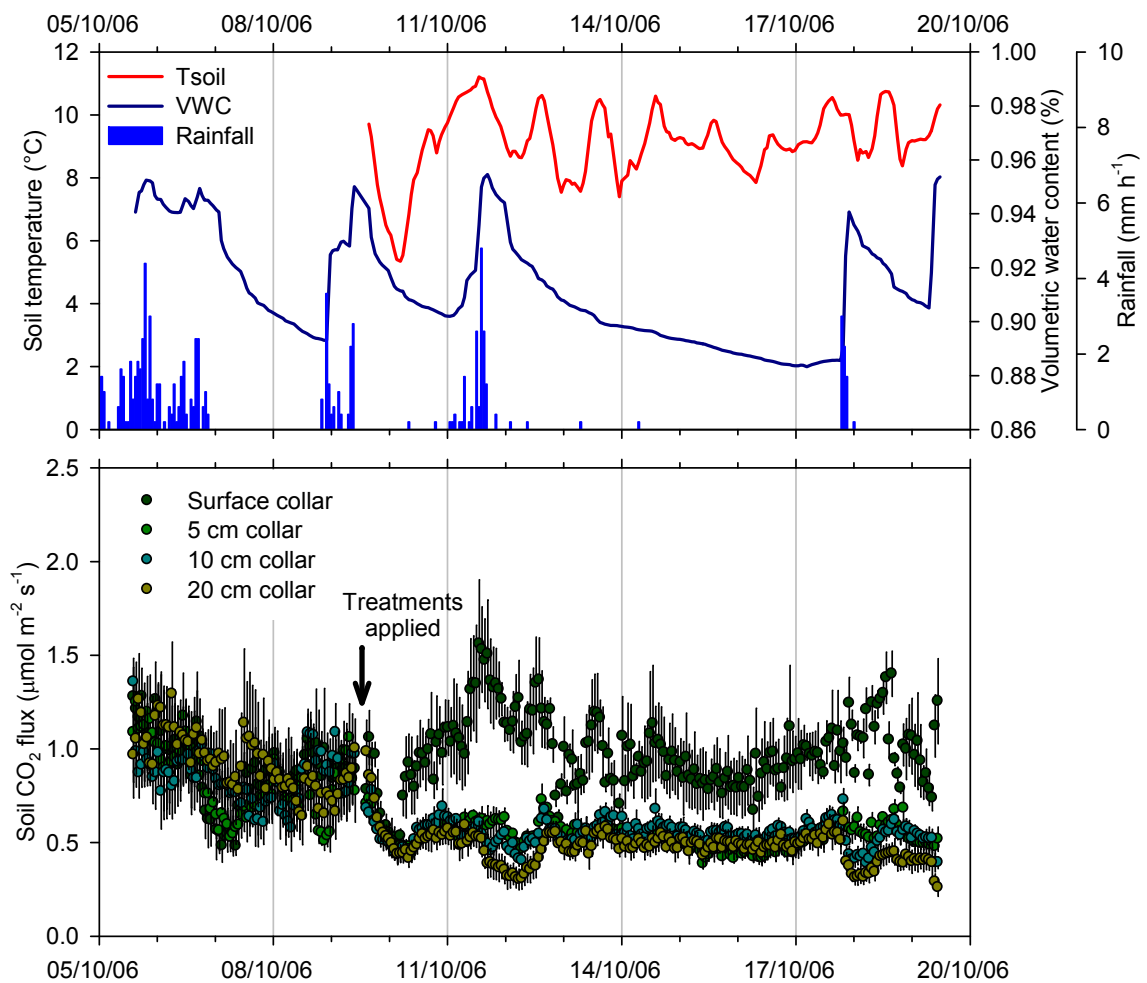 05/10/06 08/10/06 11/10/06 14/10/06 17/10/06 20/10/06
12 1.00 10
Tsoil
VWC
Rainfall
10 0.98 8
0.96
8 6
0.94
6 0.92 4
4 0.90
2 0.88 2
0 0.86 0
Soil temperature (°C)
Volumetric water content (%)
Rainfall (mm h⁻¹)
2.5
Surface collar
5 cm collar
10 cm collar
20 cm collar
2.0
Treatments
applied
1.5
1.0
0.5
0.0
Soil CO₂ flux (µmol m⁻² s⁻¹)
05/10/06 08/10/06 11/10/06 14/10/06 17/10/06 20/10/06